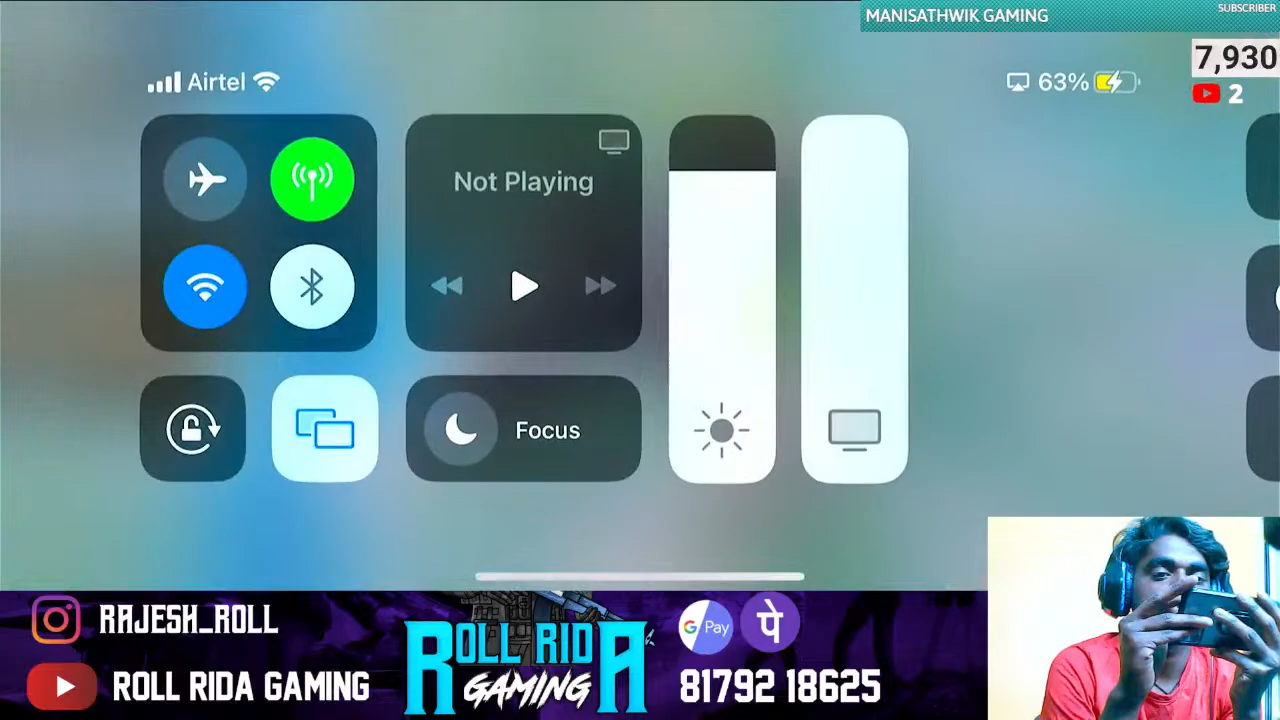 MANISATHWIK GAMING
SUBSCRIBER
7,930
2
Airtel
63%
Not Playing
Focus
RAJESH_ROLL
ROLL RIDA GAMING
ROLL RIDA
GAMING
G Pay
पे
81792 18625